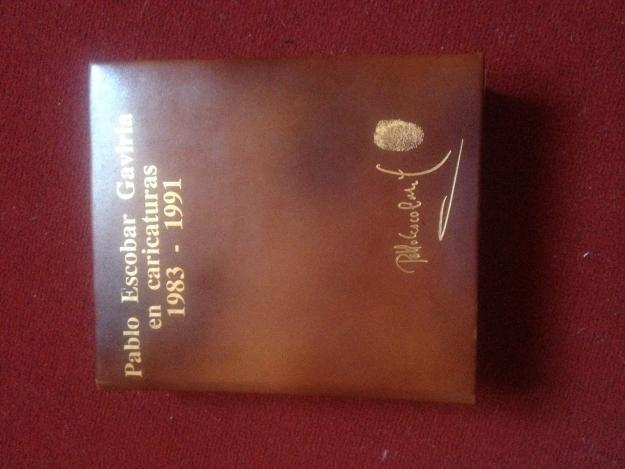 Pablo Escobar Gaviria
en caricaturas
1983 - 1991